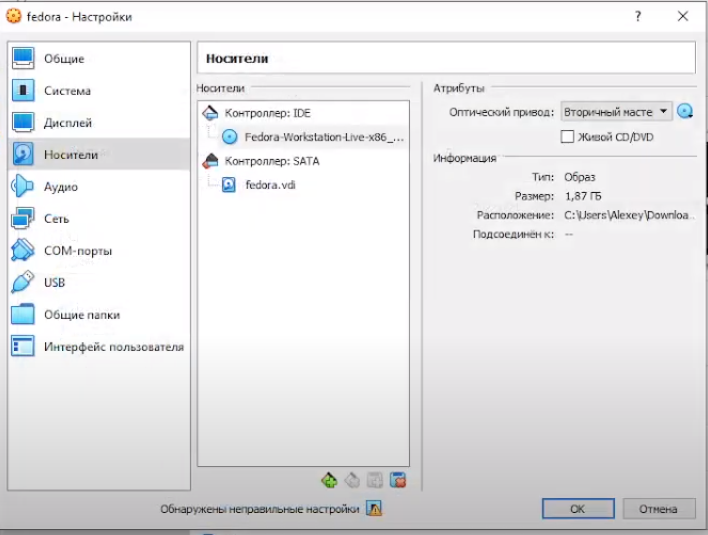 fedora - Настройки
?
Общие
Система
Дисплей
Носители
Аудио
Сеть
COM-порты
USB
Общие папки
Интерфейс пользователя
Носители
Носители
Контроллер: IDE
Fedora-Workstation-Live-x86_...
Контроллер: SATA
fedora.vdi
Атрибуты
Оптический привод: Вторичный масте
Живой CD/DVD
Информация
Тип: Образ
Размер: 1,87 ГБ
Расположение: C:\Users\Alexey\Downloa...
Подсоединён к: --
Обнаружены неправильные настройки
OK
Отмена